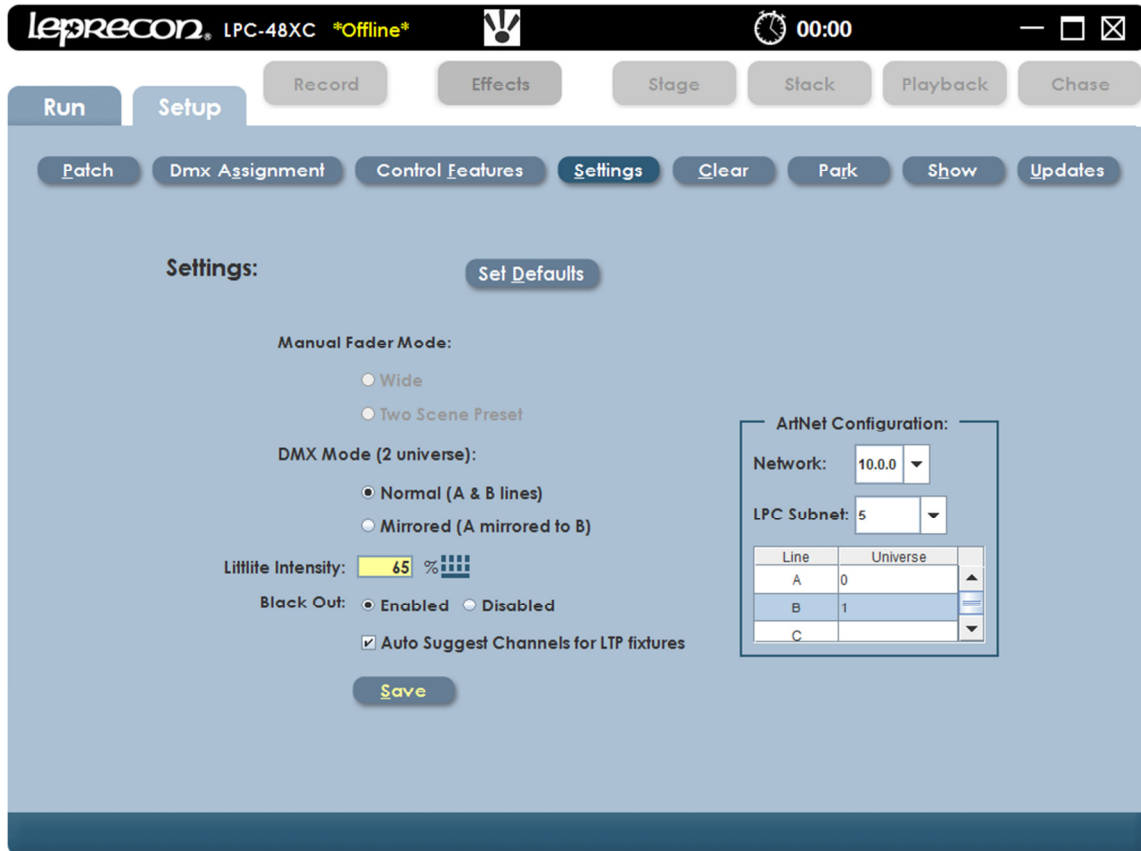 LEPRECON® LPC-48XC *Offline* 00:00
Record Effects Stage Stack Playback Chase
Run Setup
Patch Dmx Assignment Control Features Settings Clear Park Show Updates
Settings: Set Defaults
Manual Fader Mode:
Wide
Two Scene Preset
DMX Mode (2 universe):
Normal (A & B lines)
Mirrored (A mirrored to B)
Littlite Intensity: 65 %
Black Out: Enabled Disabled
Auto Suggest Channels for LTP fixtures
Save
ArtNet Configuration:
Network: 10.0.0
LPC Subnet: 5
Line Universe
A 0
B 1
C